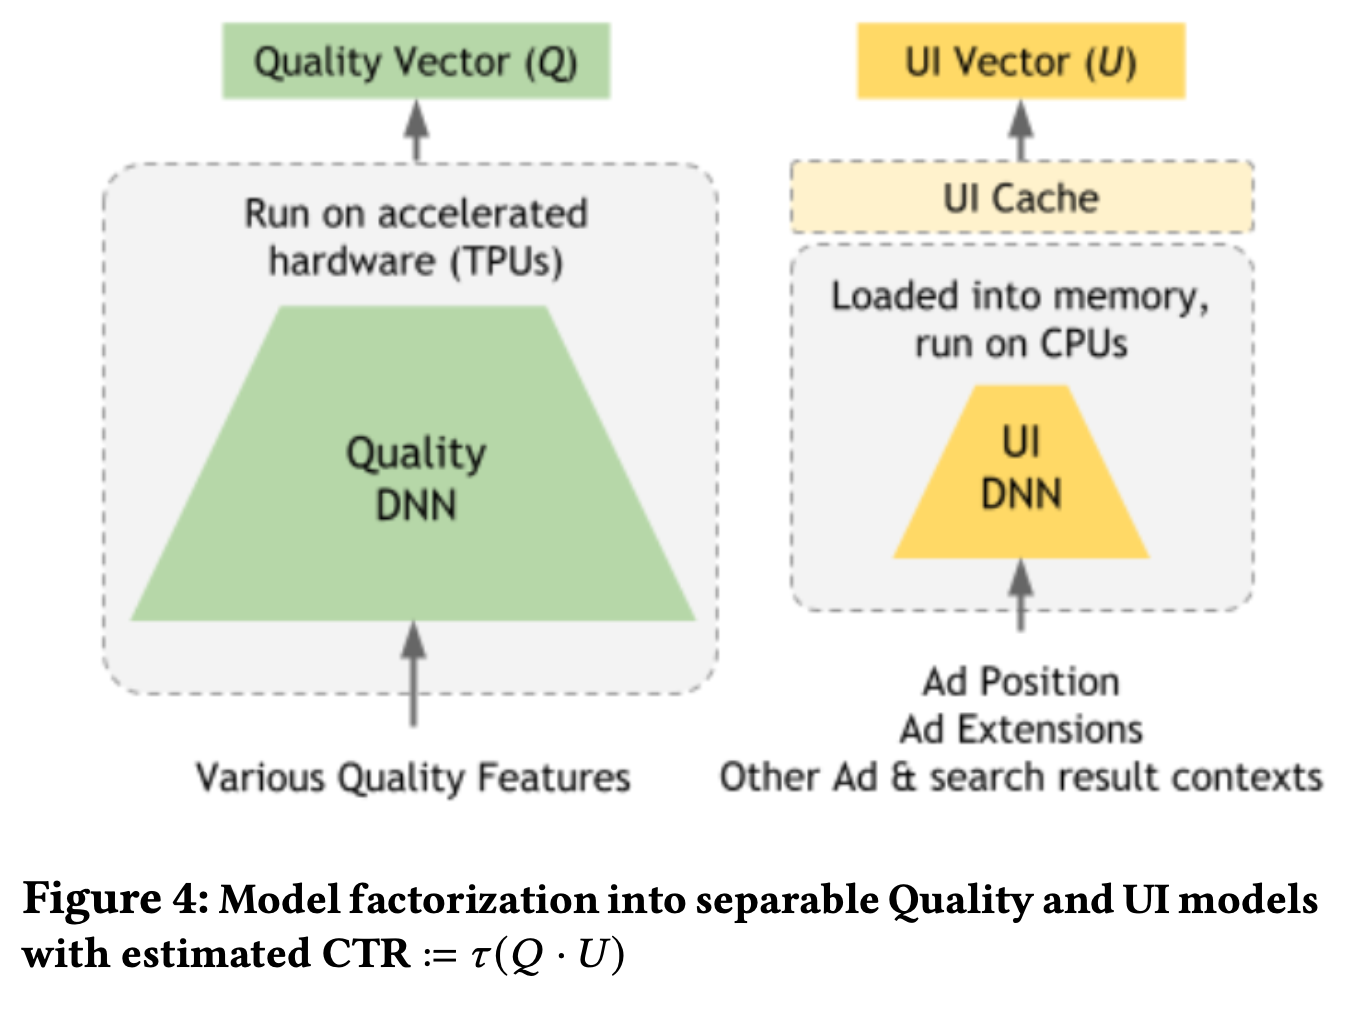 Quality Vector (Q)
Run on accelerated
hardware (TPUs)
Quality
DNN
Various Quality Features
UI Vector (U)
UI Cache
Loaded into memory,
run on CPUs
UI
DNN
Ad Position
Ad Extensions
Other Ad & search result contexts
Figure 4: Model factorization into separable Quality and UI models
with estimated CTR := τ(Q · U)